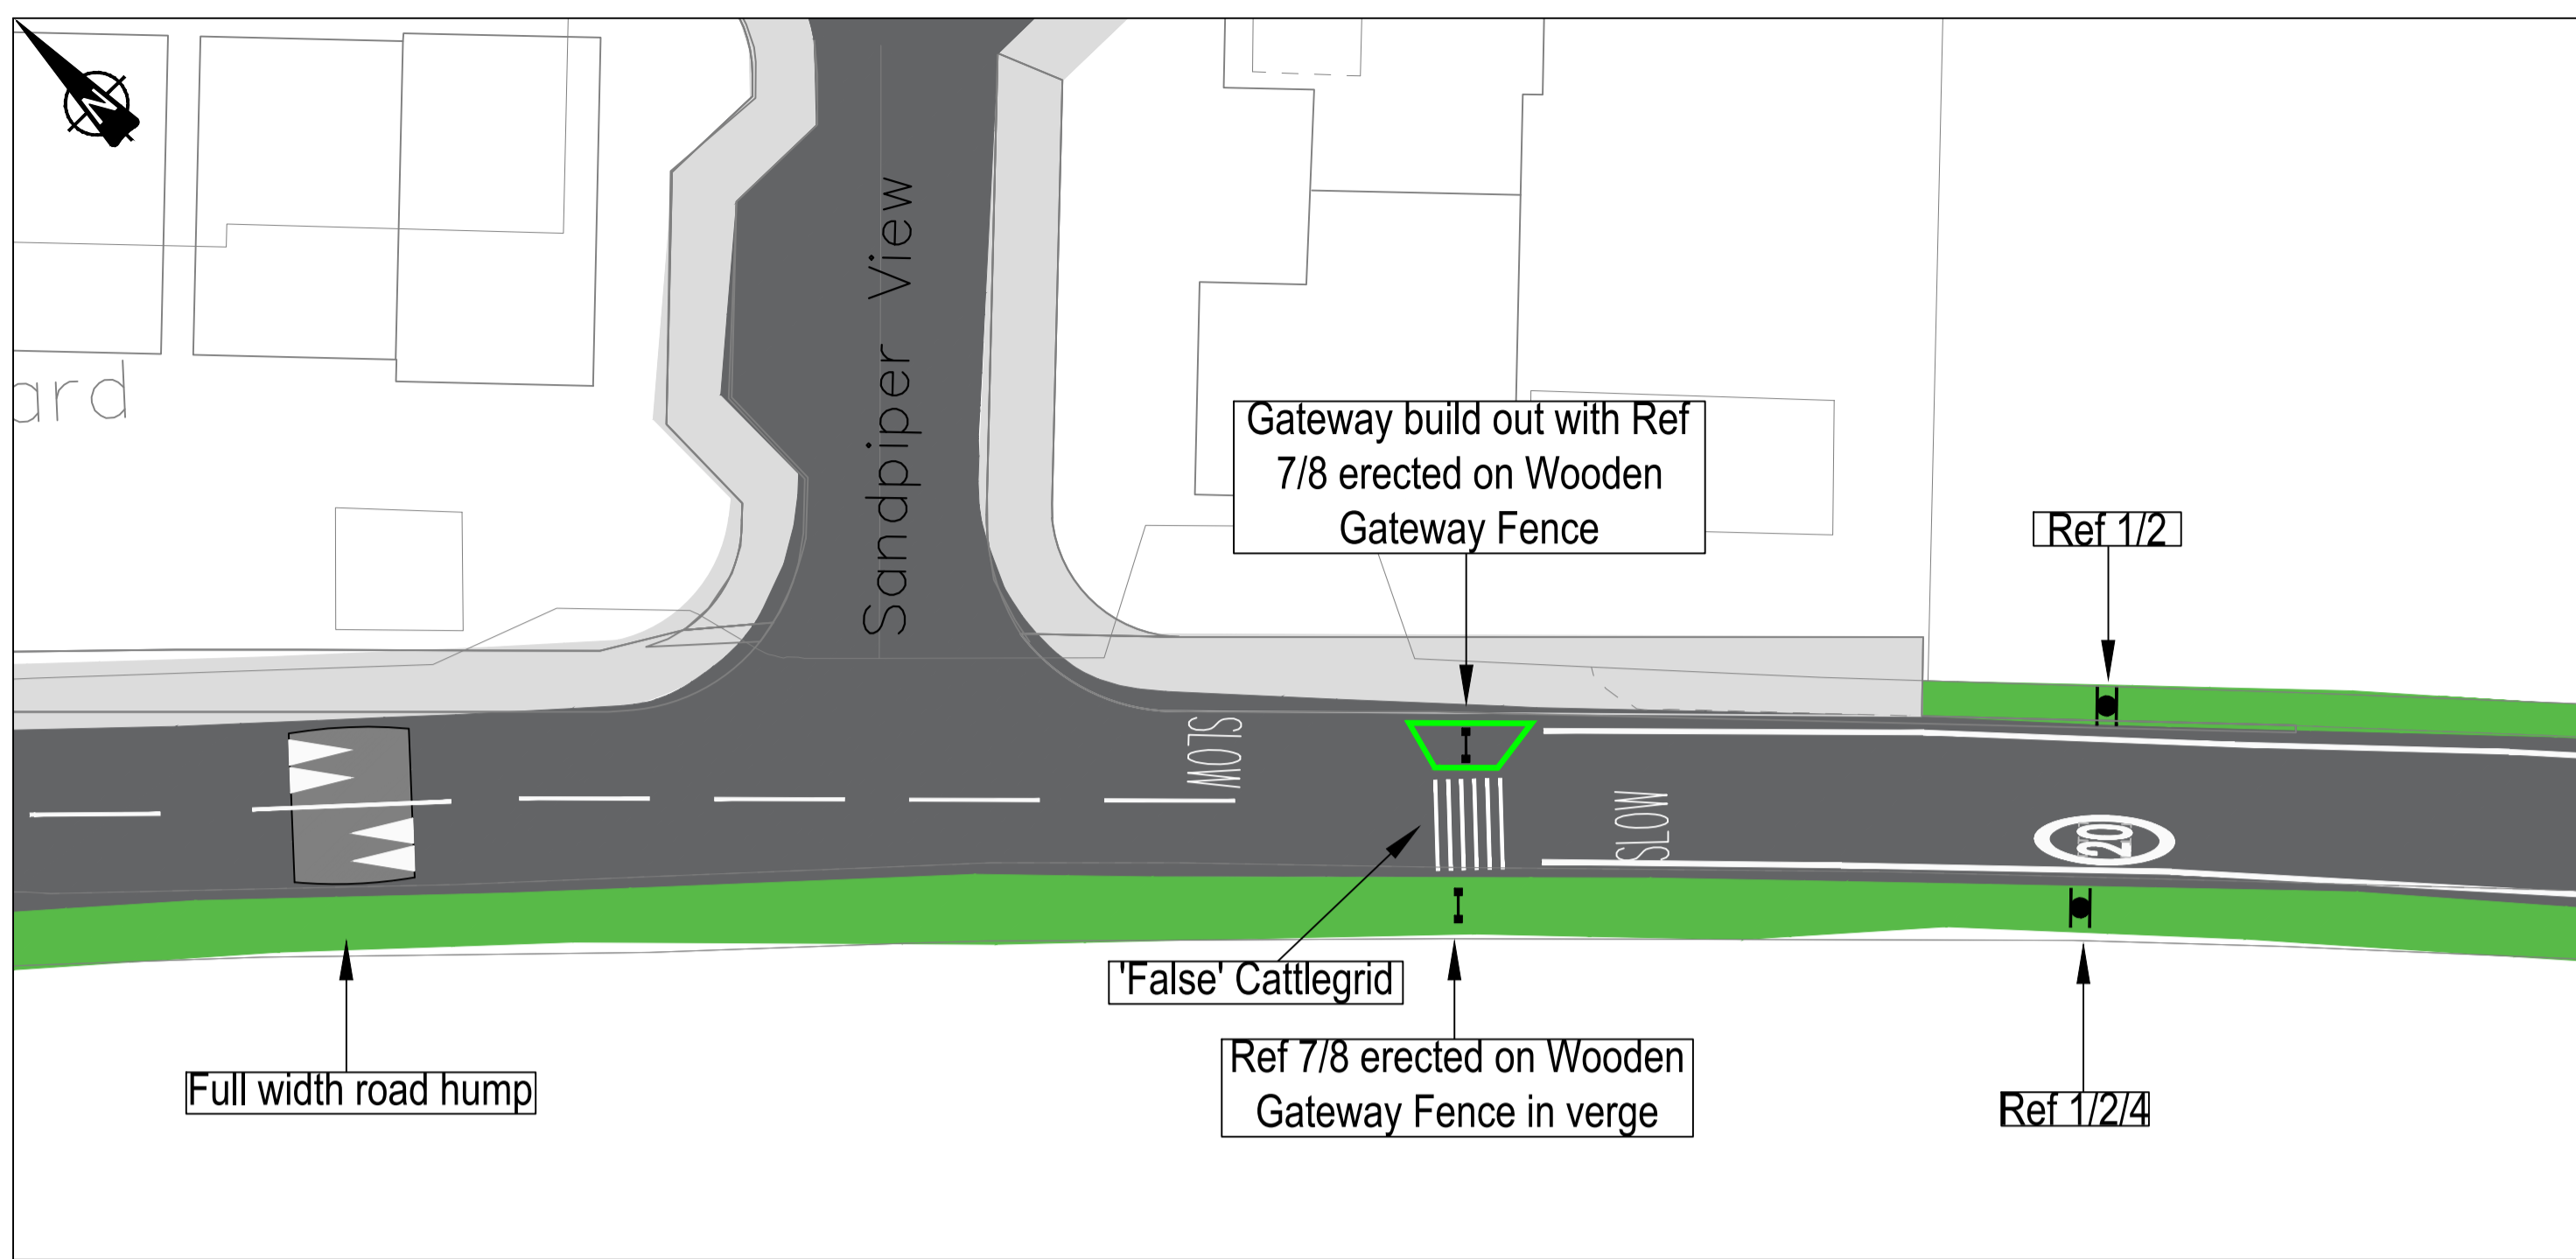 N
ard
Sandpiper View
Gateway build out with Ref
7/8 erected on Wooden
Gateway Fence
Ref 1/2
SLOW
SLOW
20
'False' Cattlegrid
Ref 7/8 erected on Wooden
Gateway Fence in verge
Full width road hump
Ref 1/2/4